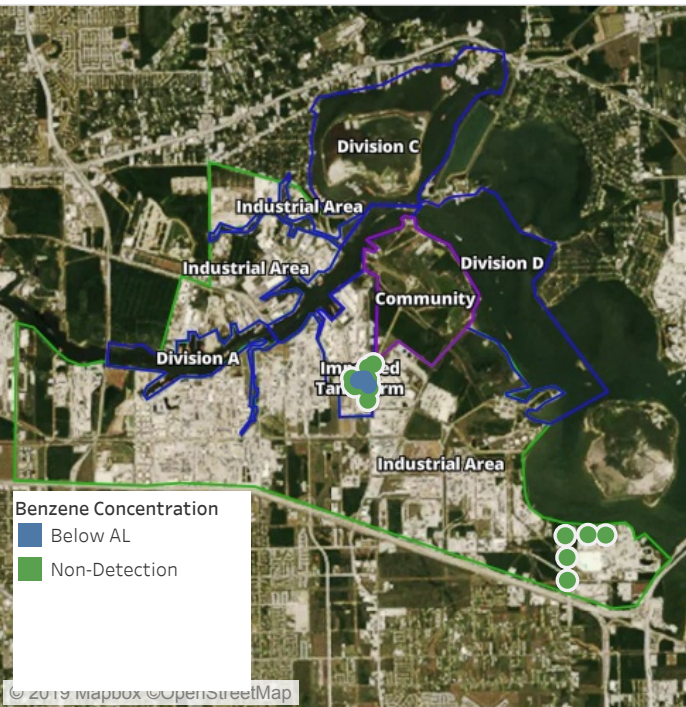 Division C
Industrial Area
Division D
Industrial Area
Community
Division A
Industrial Area
Benzene Concentration
Below AL
Non-Detection
© 2019 Mapbox ©OpenStreetMap